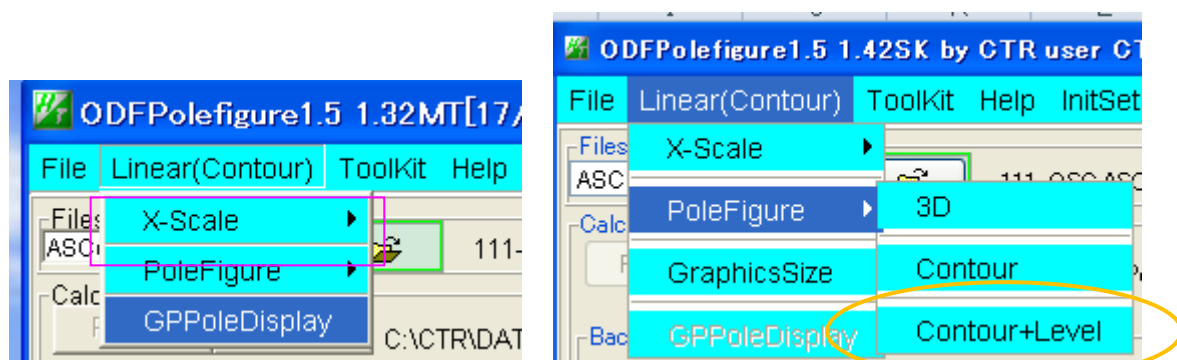 ODFPolefigure1.5 1.32MT[17/
File Linear(Contour) ToolKit Help
Files
X-Scale
ASC
111-
PoleFigure
Calc
GPPoleDisplay
C:\CTR\DAT
ODFPolefigure1.5 1.42SK by CTR user CT
File Linear(Contour) ToolKit Help InitSet
Files
X-Scale
ASC
PoleFigure
3D
Calc
GraphicsSize
Contour
Bac
GPPoleDisplay
Contour+Level